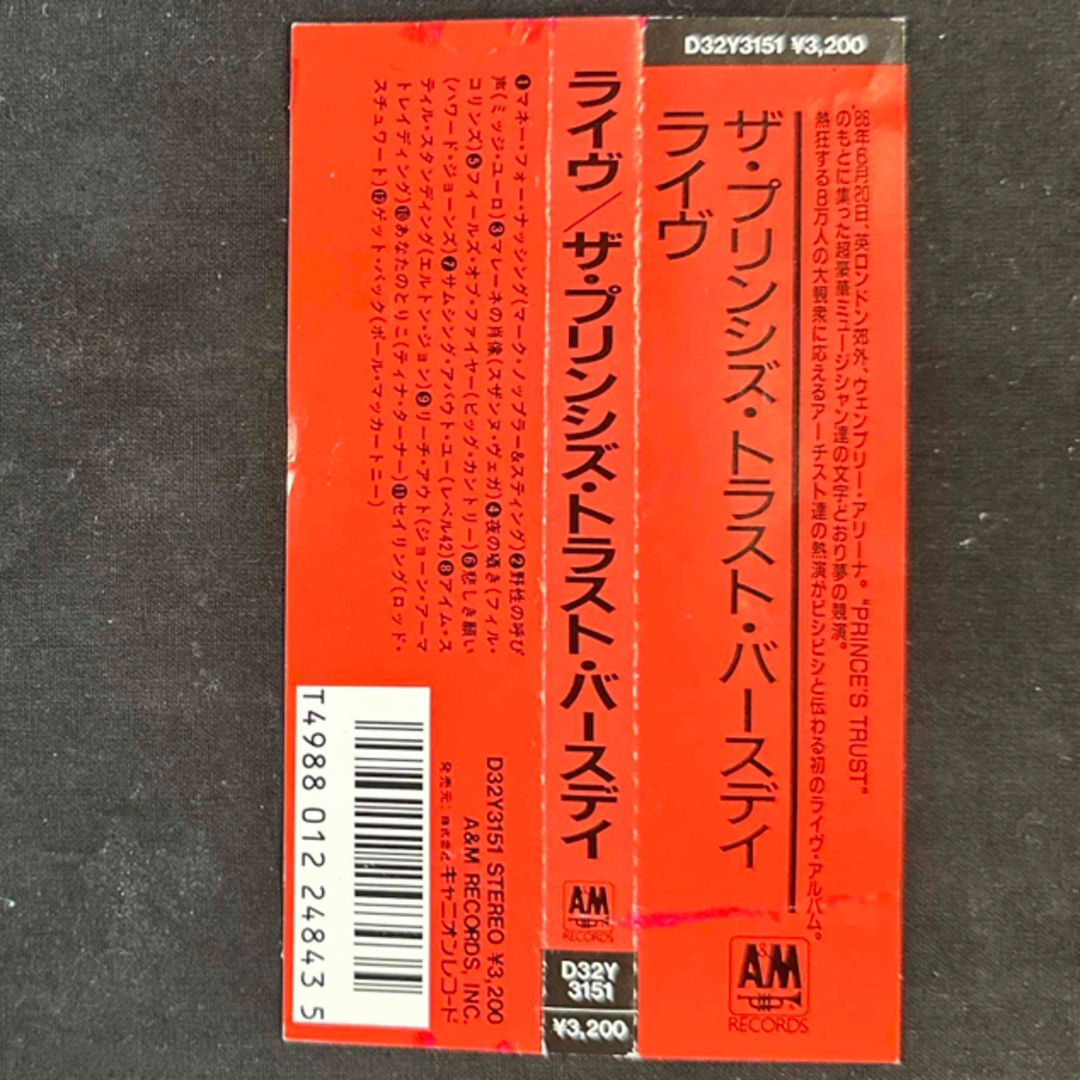 D32Y3151 ¥3,200
'86年6月20日、英ロンドン郊外、ウェンブリー・アリーナ。“PRINCE'S TRUST”
のもとに集った超豪華ミュージシャン達の文字どおり夢の競演。
熱狂する8万人の大観衆に応えるアーチスト達の熱演がビシビシと伝わる初のライヴ・アルバム。
ザ・プリンシズ・トラスト・バースデイ
ライヴ
A&M
RECORDS
ライヴ/ザ・プリンシズ・トラスト・バースデイ
A&M
RECORDS
D32Y
3151
¥3,200
❶マネー・フォー・ナッシング(マーク・ノップラー&スティング)❷野性の呼び
声(ミッジ・ユーロ)❸マレーネの肖像(スザンヌ・ヴェガ)❹夜の囁き(フィル・
コリンズ)❺フィールズ・オブ・ファイヤー(ビッグ・カントリー)❻悲しき願い
(ハワード・ジョーンズ)❼サムシング・アバウト・ユー(レベル42)❽アイム・ス
ティル・スタンディング(エルトン・ジョン)❾リーチ・アウト(ジョーン・アーマ
トレイディング)❿あなたのとりこ(ティナ・ターナー)⓫セイリング(ロッド・
スチュワート)⓬ゲット・バック(ポール・マッカートニー)
D32Y3151 STEREO ¥3,200
A&M RECORDS, INC.
発売元:株式会社キャニオンレコード
T4988 012 24843 5